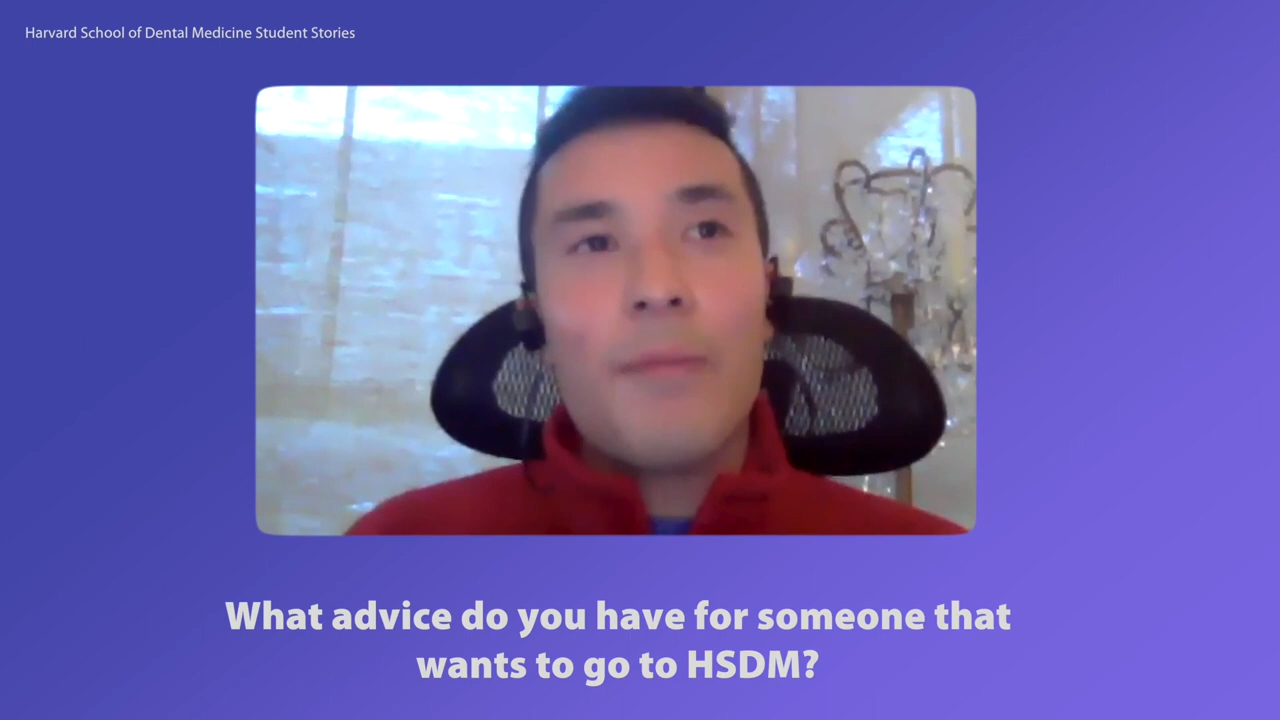 Harvard School of Dental Medicine Student Stories
What advice do you have for someone that
wants to go to HSDM?